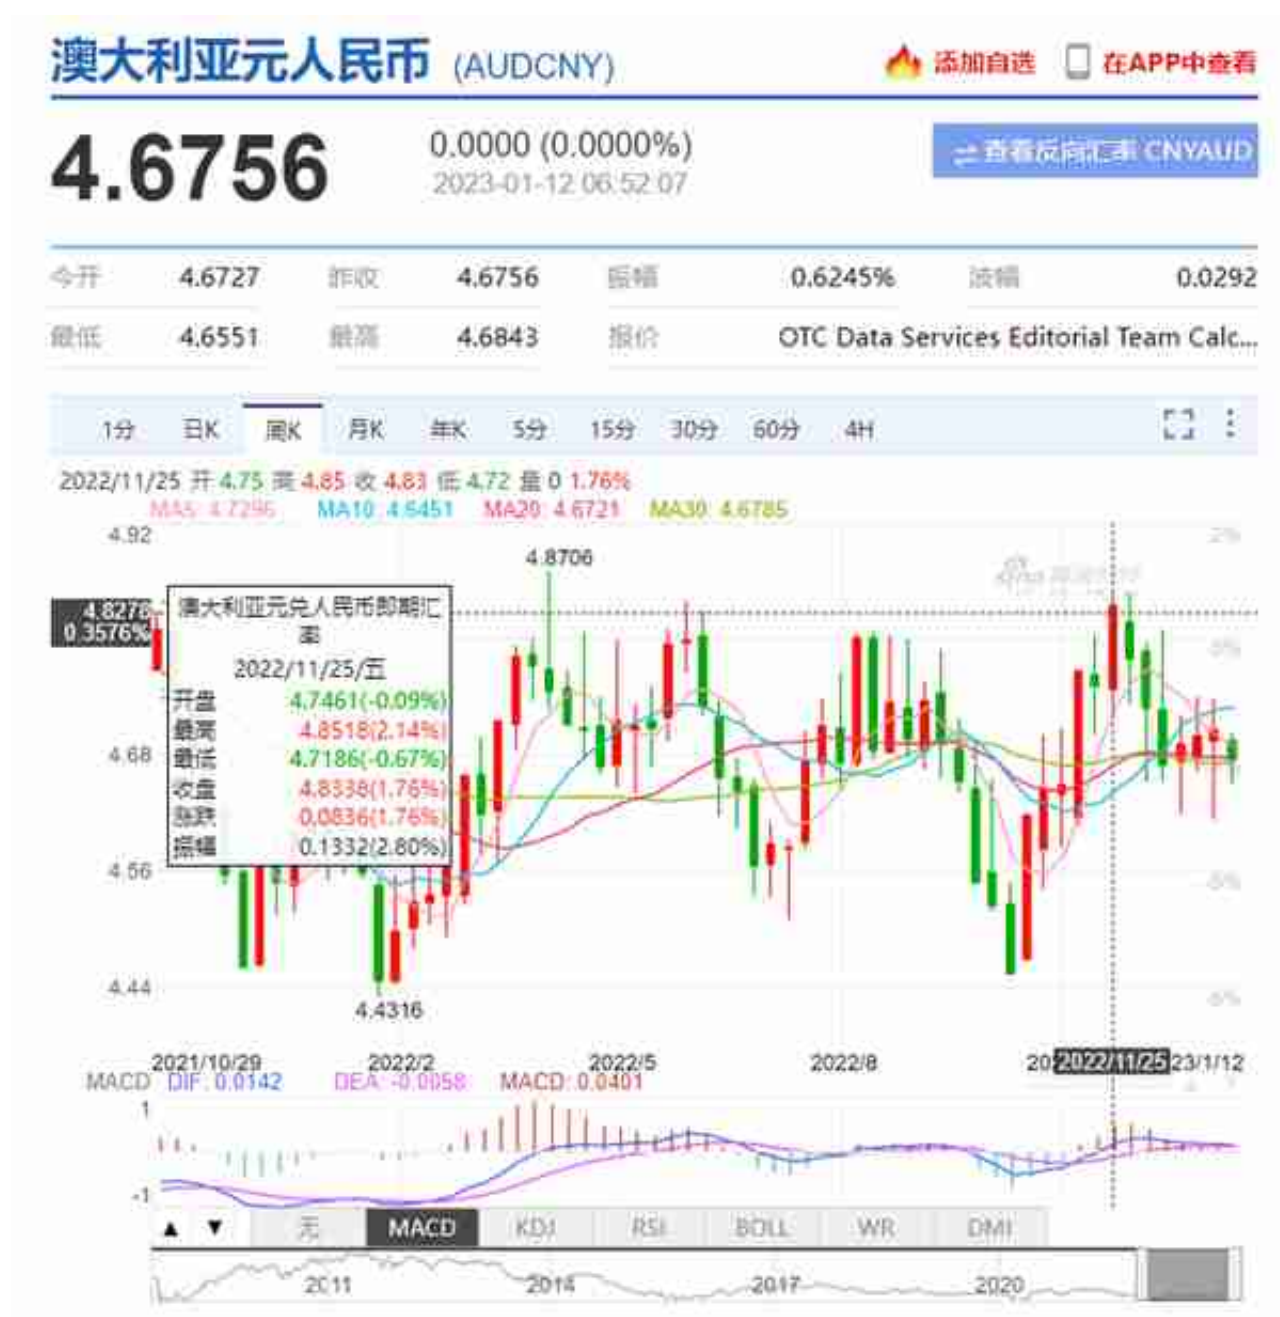 澳大利亚元人民币 (AUDCNY) 添加自选 在APP中查看
4.6756 0.0000 (0.0000%) 查看反向汇率 CNYAUD
2023-01-12 06:52:07
今开 4.6727 昨收 4.6756 振幅 0.6245% 波幅 0.0292
最低 4.6551 最高 4.6843 报价 OTC Data Services Editorial Team Calc...
1分 日K 周K 月K 年K 5分 15分 30分 60分 4H
2022/11/25 开 4.75 高 4.85 收 4.83 低 4.72 量 0 1.76%
MA5: 4.7296 MA10: 4.6451 MA20: 4.6721 MA30: 4.6785
4.92 2%
4.8706
4.8278
0.3576%
澳大利亚元兑人民币即期汇
率
2022/11/25/五
开盘 4.7461(-0.09%)
最高 4.8518(2.14%)
4.68
最低 4.7186(-0.67%)
收盘 4.8338(1.76%)
涨跌 0.0836(1.76%)
振幅 0.1332(2.80%)
4.56
4.44
4.4316
2021/10/29 2022/2 2022/5 2022/8 2022/11/25 23/1/12
MACD DIF: 0.0142 DEA: -0.0058 MACD: 0.0401
1
-1
▲ ▼ 无 MACD KDJ RSI BOLL WR DMI
2011 2014 2017 2020